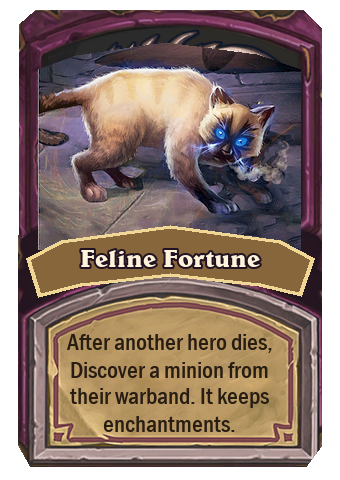 Feline Fortune
After another hero dies,
Discover a minion from
their warband. It keeps
enchantments.